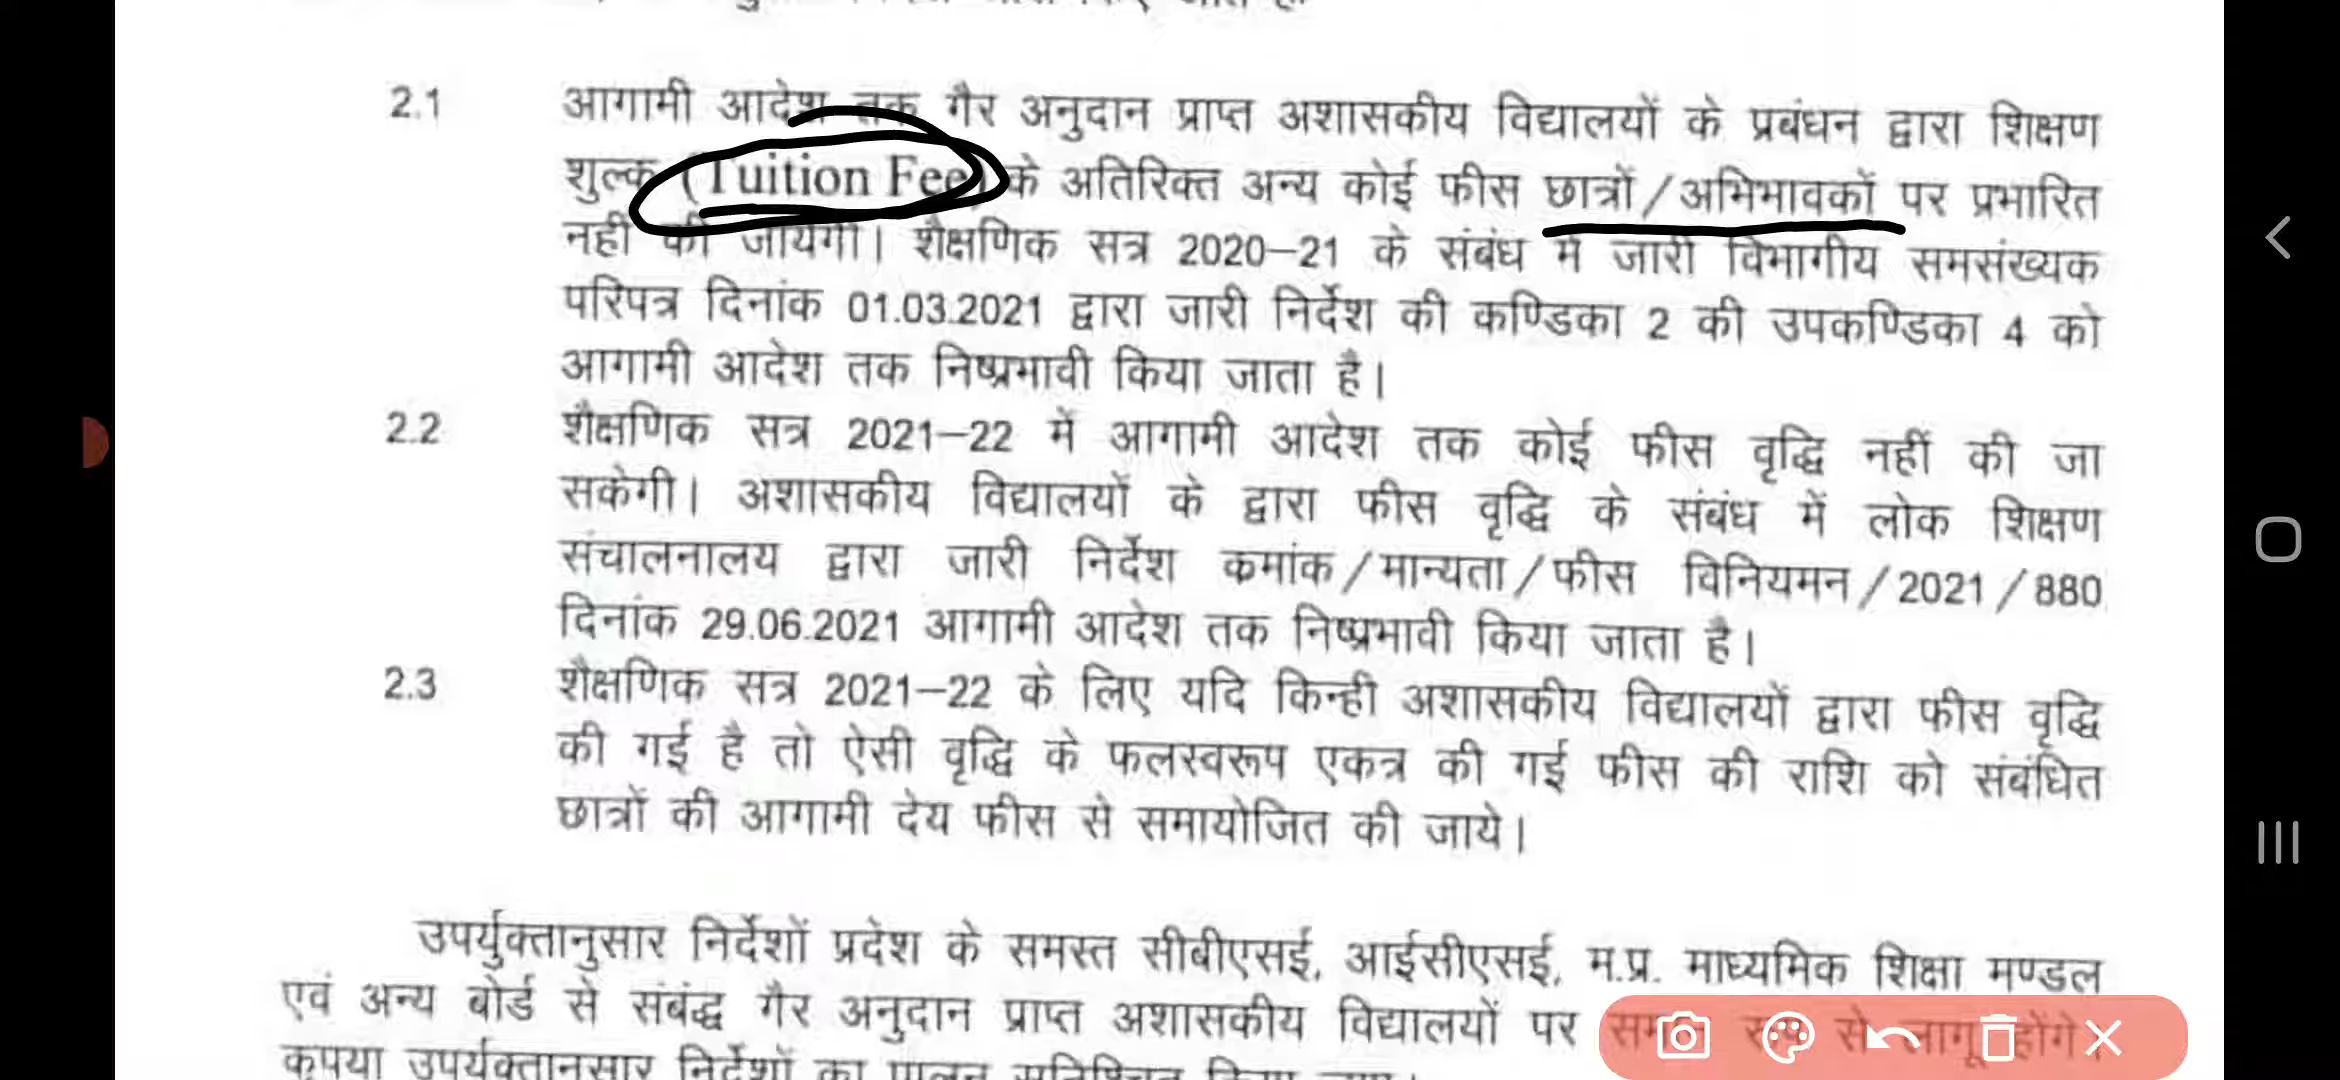 2.1 आगामी आदेश तक गैर अनुदान प्राप्त अशासकीय विद्यालयों के प्रबंधन द्वारा शिक्षण
शुल्क (Tuition Fee) के अतिरिक्त अन्य कोई फीस छात्रों/अभिभावकों पर प्रभारित
नहीं की जायेगी। शैक्षणिक सत्र 2020–21 के संबंध में जारी विभागीय समसंख्यक
परिपत्र दिनांक 01.03.2021 द्वारा जारी निर्देश की कण्डिका 2 की उपकण्डिका 4 को
आगामी आदेश तक निष्प्रभावी किया जाता है।
2.2 शैक्षणिक सत्र 2021–22 में आगामी आदेश तक कोई फीस वृद्धि नहीं की जा
सकेगी। अशासकीय विद्यालयों के द्वारा फीस वृद्धि के संबंध में लोक शिक्षण
संचालनालय द्वारा जारी निर्देश कमांक/मान्यता/फीस विनियमन/2021/880
दिनांक 29.06.2021 आगामी आदेश तक निष्प्रभावी किया जाता है।
2.3 शैक्षणिक सत्र 2021–22 के लिए यदि किन्ही अशासकीय विद्यालयों द्वारा फीस वृद्धि
की गई है तो ऐसी वृद्धि के फलस्वरूप एकत्र की गई फीस की राशि को संबंधित
छात्रों की आगामी देय फीस से समायोजित की जाये।
उपर्युक्तानुसार निर्देशों प्रदेश के समस्त सीबीएसई, आईसीएसई, म.प्र. माध्यमिक शिक्षा मण्डल
एवं अन्य बोर्ड से संबंद्ध गैर अनुदान प्राप्त अशासकीय विद्यालयों पर समान रूप से लागू होंगे।
कृपया उपर्युक्तानुसार निर्देशों का पालन सुनिश्चित किया जाए।